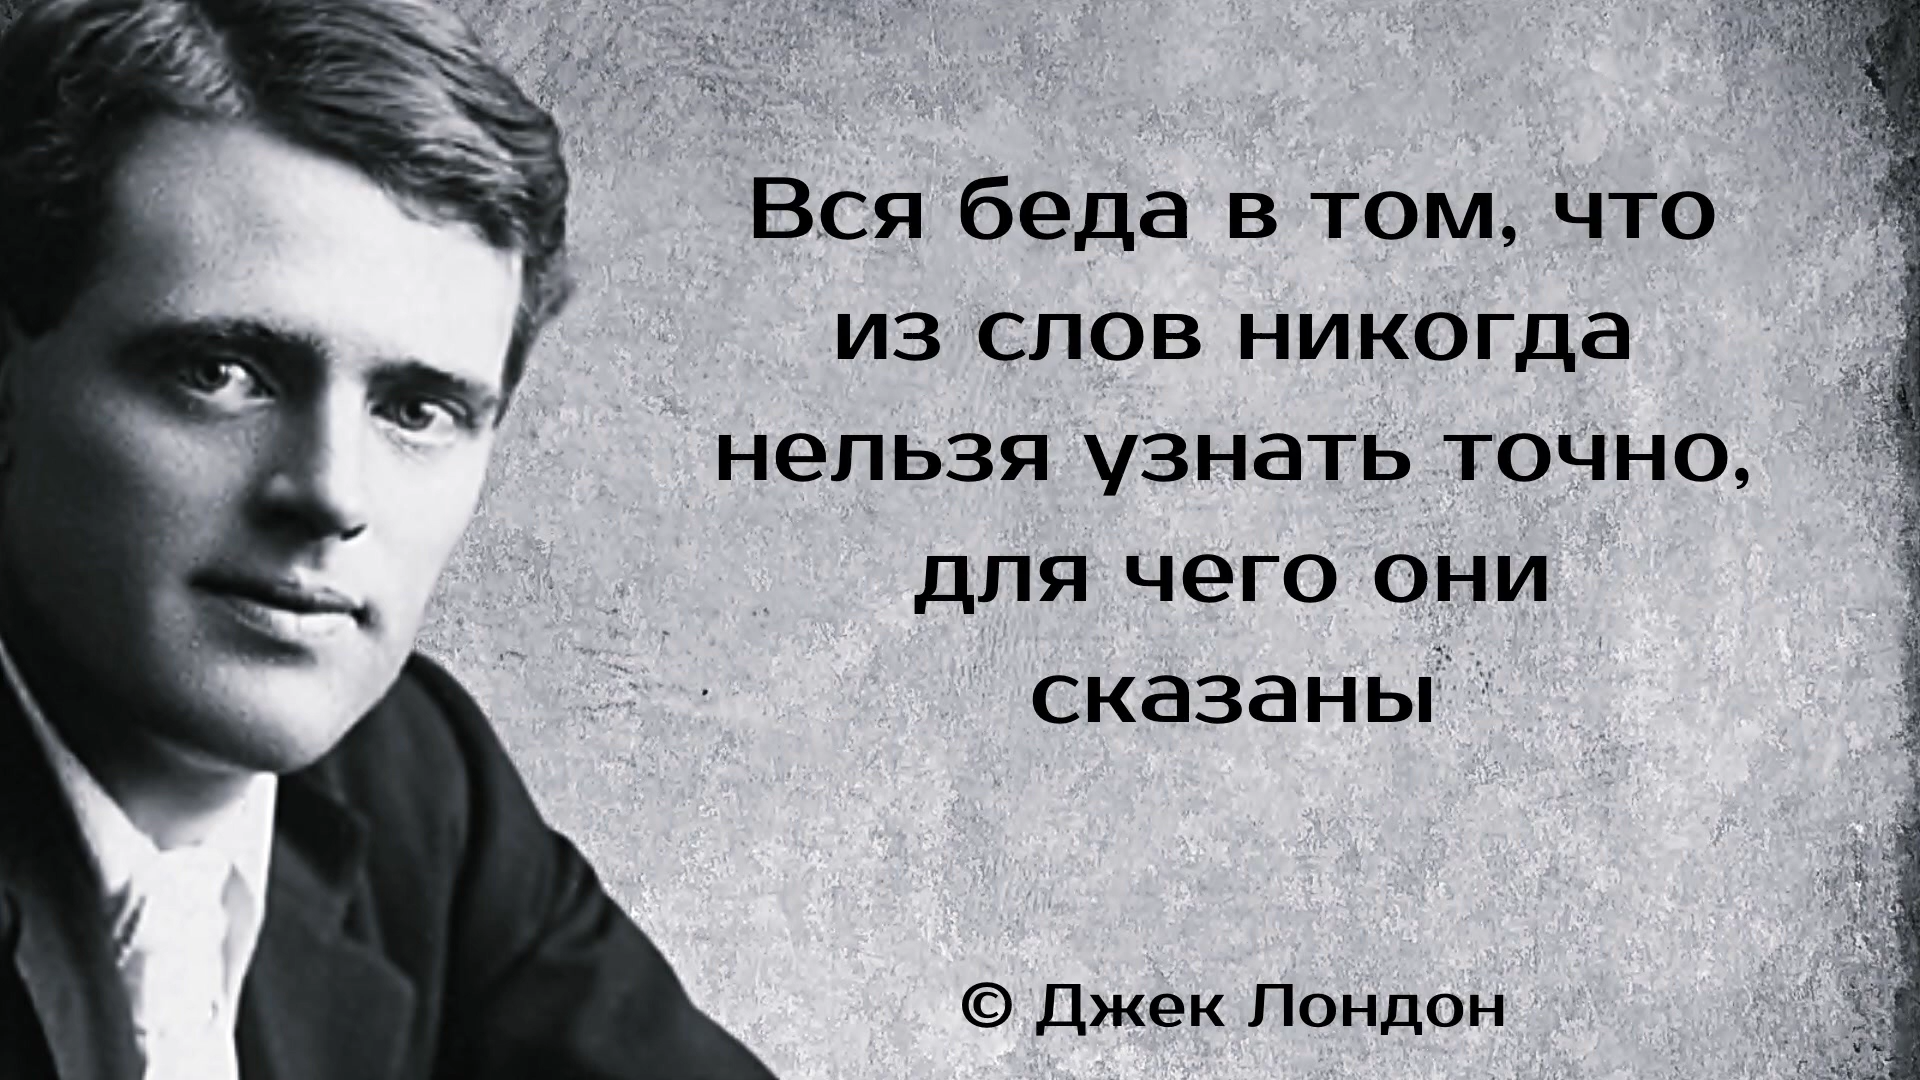 Вся беда в том, что
из слов никогда
нельзя узнать точно,
для чего они
сказаны
© Джек Лондон